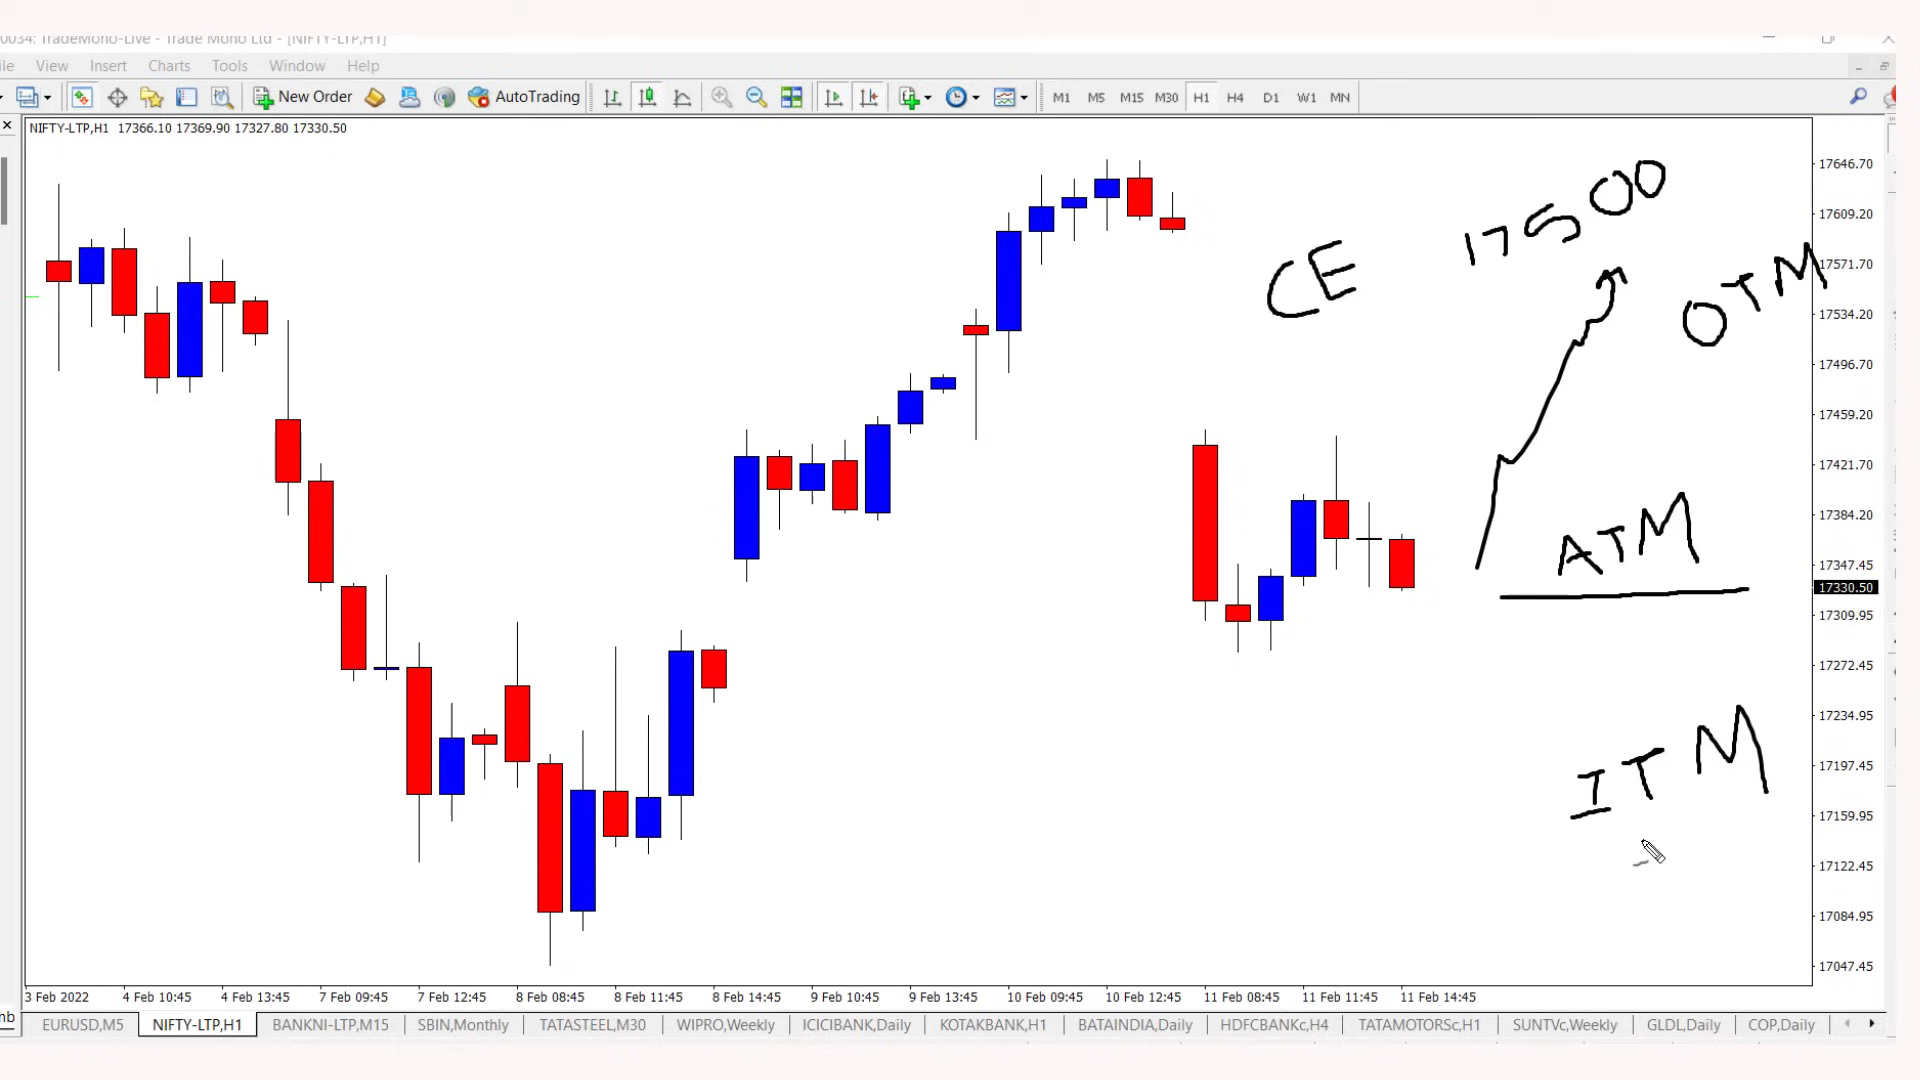 0034: TradeMono-Live - Trade Mono Ltd - [NIFTY-LTP,H1]
ile View Insert Charts Tools Window Help
New Order AutoTrading M1 M5 M15 M30 H1 H4 D1 W1 MN
NIFTY-LTP,H1 17366.10 17369.90 17327.80 17330.50
17646.70
17609.20
17571.70
17534.20
17496.70
17459.20
17421.70
17384.20
17347.45
17330.50
17309.95
17272.45
17234.95
17197.45
17159.95
17122.45
17084.95
17047.45
17500
CE
OTM
ATM
ITM
3 Feb 2022 4 Feb 10:45 4 Feb 13:45 7 Feb 09:45 7 Feb 12:45 8 Feb 08:45 8 Feb 11:45 8 Feb 14:45 9 Feb 10:45 9 Feb 13:45 10 Feb 09:45 10 Feb 12:45 11 Feb 08:45 11 Feb 11:45 11 Feb 14:45
mb EURUSD,M5 NIFTY-LTP,H1 BANKNI-LTP,M15 SBIN,Monthly TATASTEEL,M30 WIPRO,Weekly ICICIBANK,Daily KOTAKBANK,H1 BATAINDIA,Daily HDFCBANKc,H4 TATAMOTORSc,H1 SUNTVc,Weekly GLDL,Daily COP,Daily